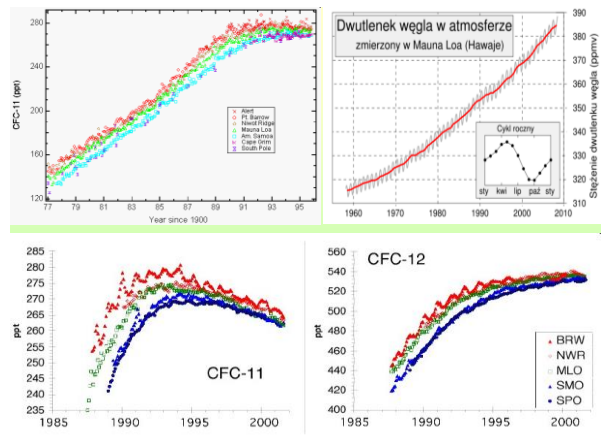 280
240
200
160
120
CFC-11 (ppt)
Alert
Pt. Barrow
Niwot Ridge
Mauna Loa
Am. Samoa
Cape Grim
South Pole
77 79 81 83 85 87 89 91 93 95
Year since 1900
Dwutlenek węgla w atmosferze
zmierzony w Mauna Loa (Hawaje)
390
380
370
360
350
340
330
320
310
Stężenie dwutlenku węgla (ppmv)
Cykl roczny
sty kwi lip paź sty
1960 1970 1980 1990 2000 2010
285
280
275
270
265
260
255
250
245
240
235
ppt
CFC-11
1985 1990 1995 2000
560
540
520
500
480
460
440
420
400
ppt
CFC-12
BRW
NWR
MLO
SMO
SPO
1985 1990 1995 2000